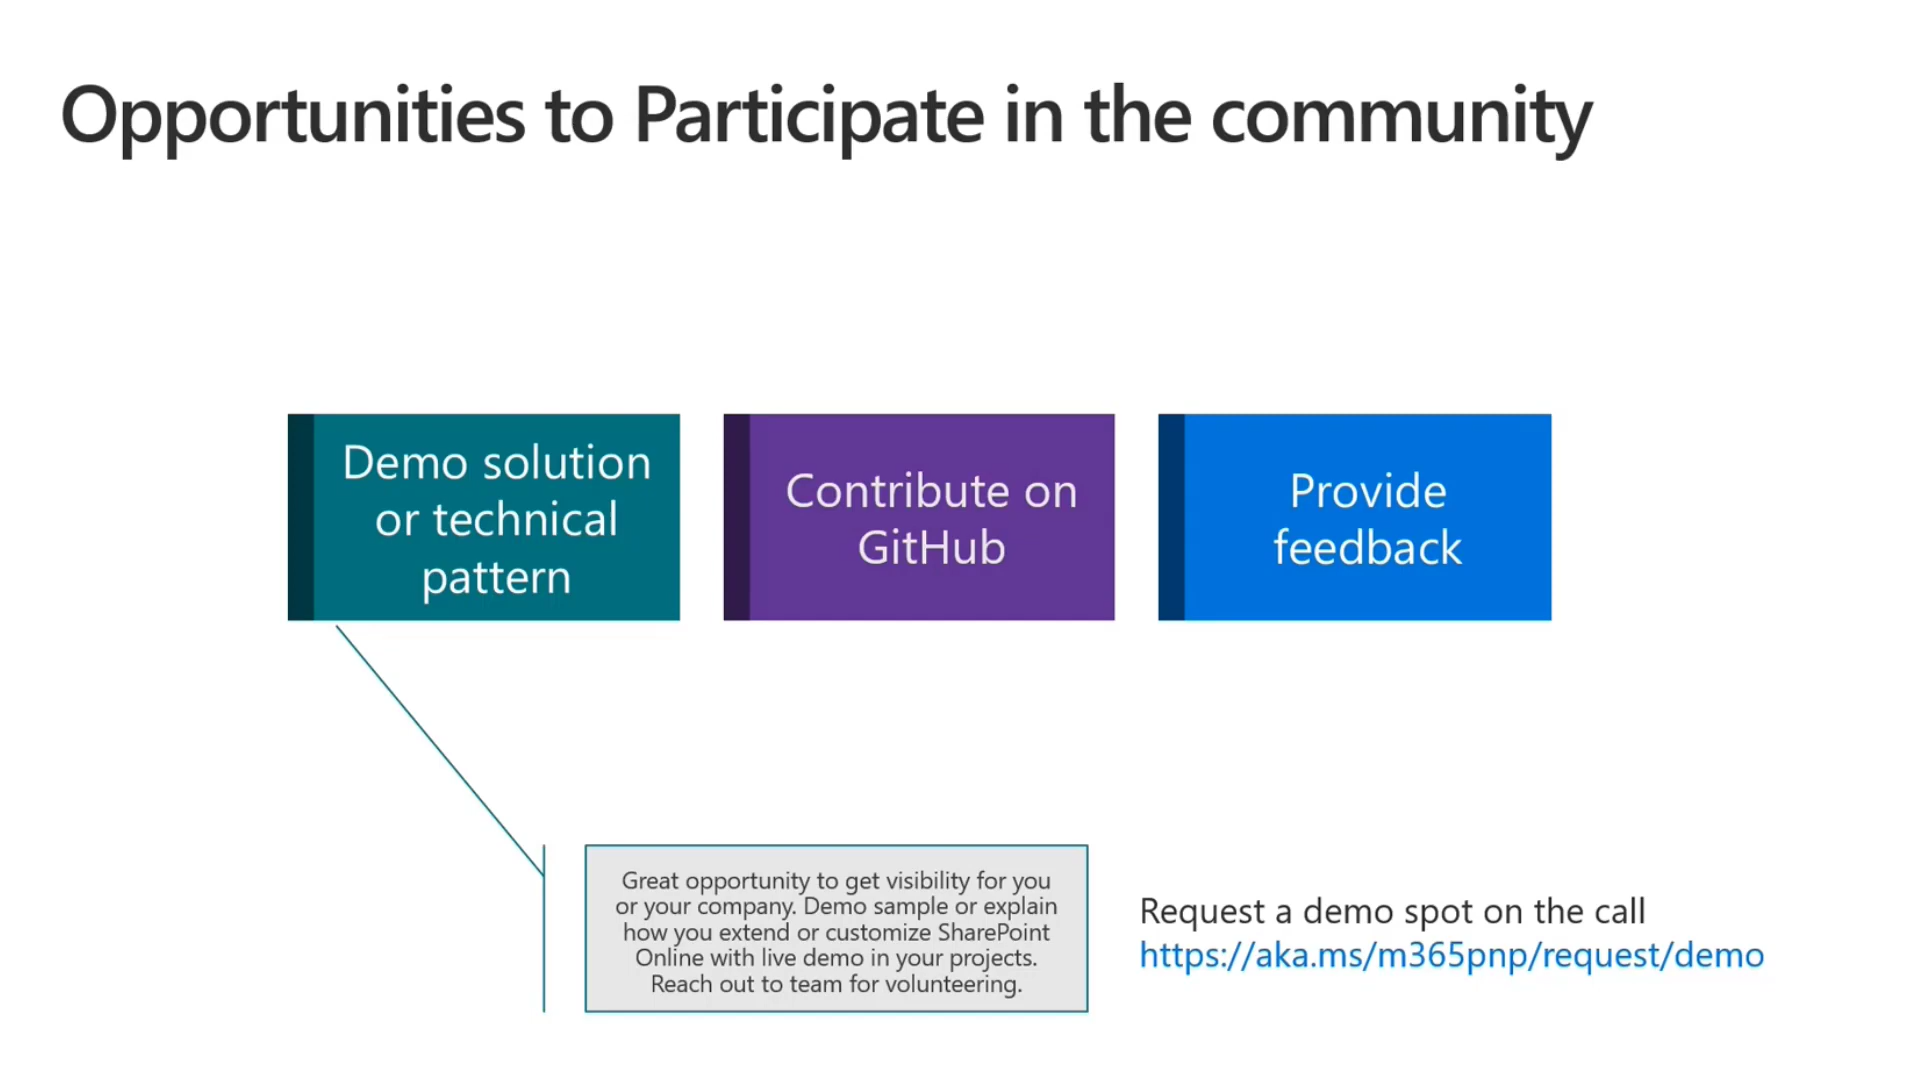 Opportunities to Participate in the community
Demo solution
or technical
pattern
Contribute on
GitHub
Provide
feedback
Great opportunity to get visibility for you
or your company. Demo sample or explain
how you extend or customize SharePoint
Online with live demo in your projects.
Reach out to team for volunteering.
Request a demo spot on the call
https://aka.ms/m365pnp/request/demo